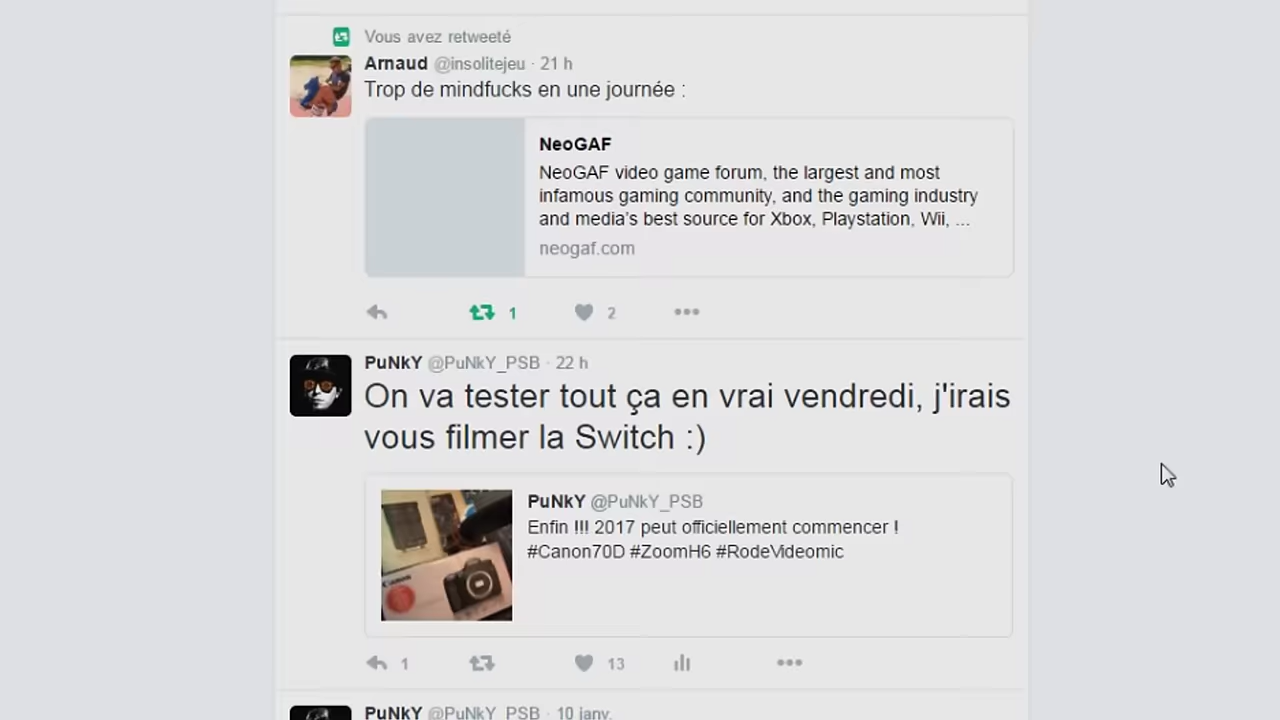 Vous avez retweeté
Arnaud @insolitejeu · 21 h
Trop de mindfucks en une journée :
NeoGAF
NeoGAF video game forum, the largest and most
infamous gaming community, and the gaming industry
and media's best source for Xbox, Playstation, Wii, ...
neogaf.com
1 2
PuNkY @PuNkY_PSB · 22 h
On va tester tout ça en vrai vendredi, j'irais
vous filmer la Switch :)
PuNkY @PuNkY_PSB
Enfin !!! 2017 peut officiellement commencer !
#Canon70D #ZoomH6 #RodeVideomic
1 13
PuNkY @PuNkY_PSB · 10 janv.